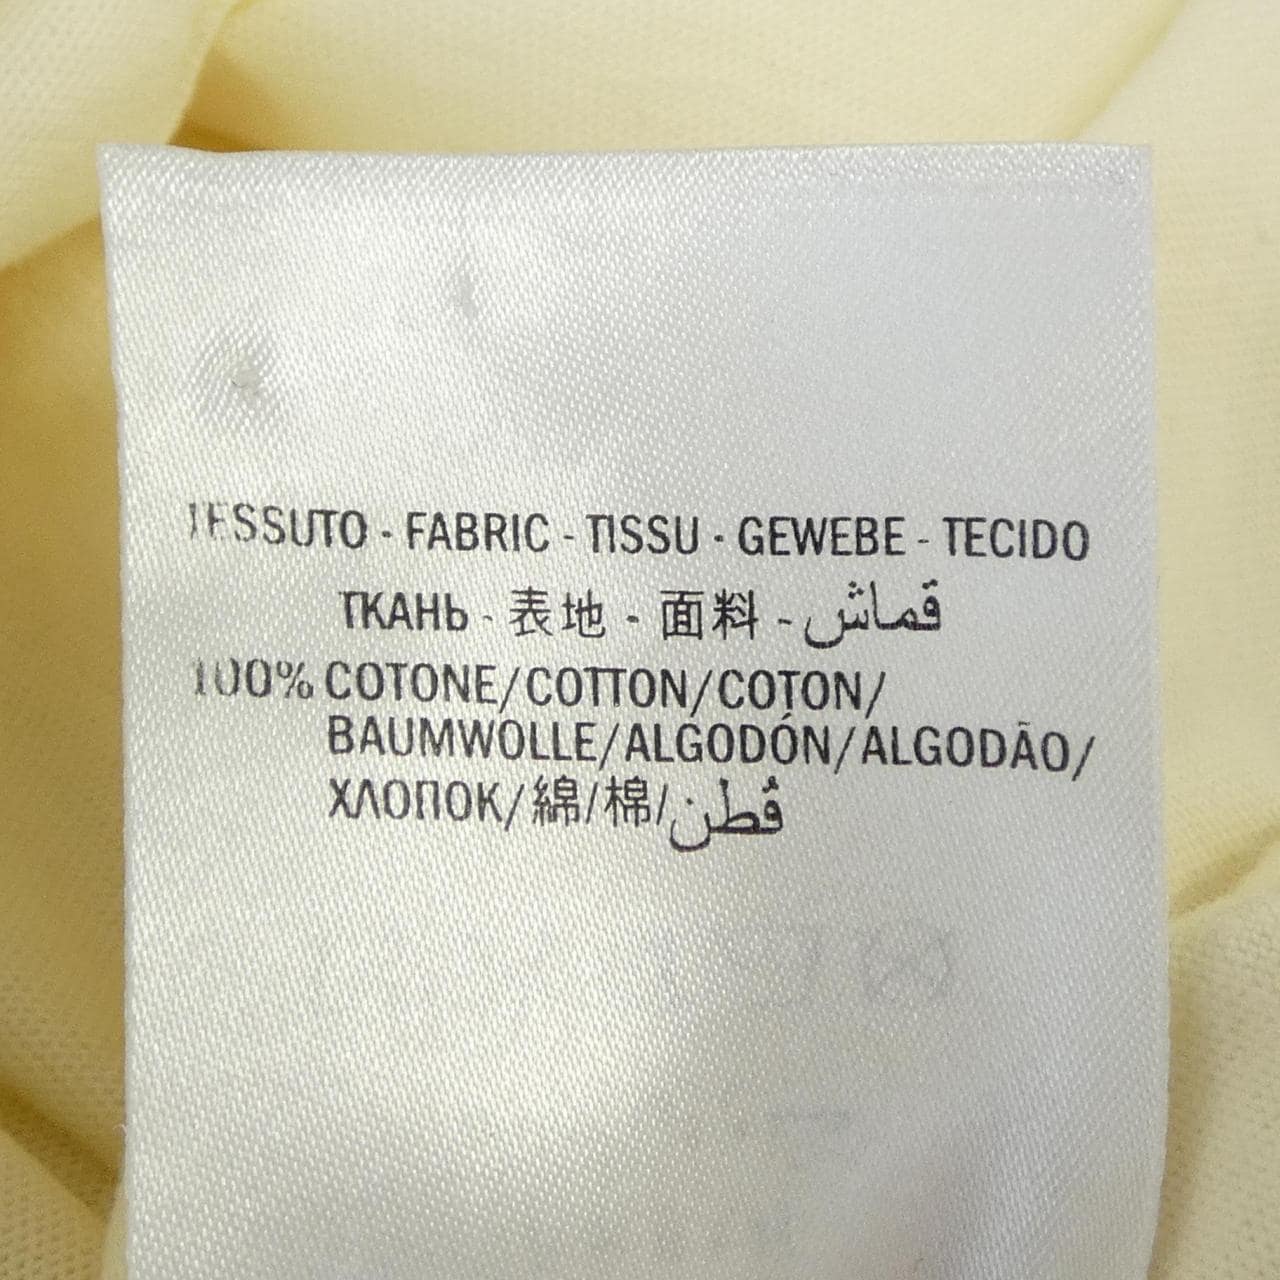 TESSUTO - FABRIC - TISSU - GEWEBE - TECIDO
ТКАНЬ - 表地 - 面料 - قماش
100% COTONE/COTTON/COTON/
BAUMWOLLE/ALGODÓN/ALGODÃO/
ХЛОПОК/綿/棉/قُطن